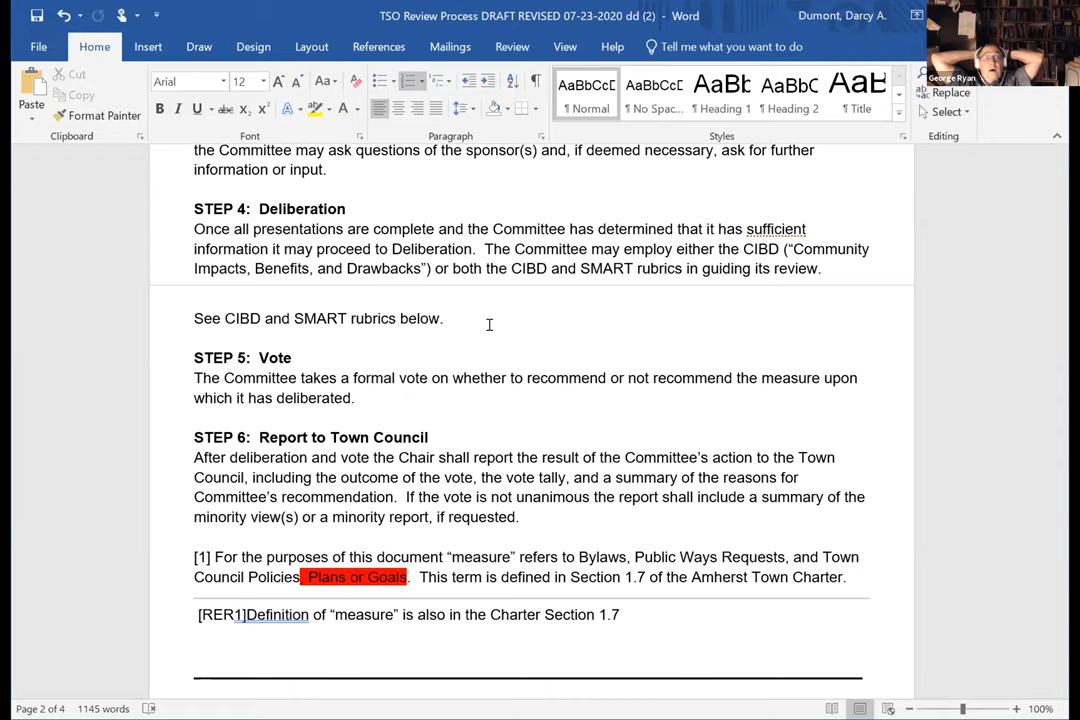 TSO Review Process DRAFT REVISED 07-23-2020 dd (2) - Word
Dumont, Darcy A.
File Home Insert Draw Design Layout References Mailings Review View Help Tell me what you want to do
George Ryan
Paste
Cut
Copy
Format Painter
Arial 12
AaBbCcD AaBbCcD AaBb AaBbC AaB
¶ Normal ¶ No Spac... ¶ Heading 1 ¶ Heading 2 ¶ Title
Replace
Select
Clipboard Font Paragraph Styles Editing
the Committee may ask questions of the sponsor(s) and, if deemed necessary, ask for further
information or input.
STEP 4: Deliberation
Once all presentations are complete and the Committee has determined that it has sufficient
information it may proceed to Deliberation. The Committee may employ either the CIBD (“Community
Impacts, Benefits, and Drawbacks”) or both the CIBD and SMART rubrics in guiding its review.
See CIBD and SMART rubrics below.
STEP 5: Vote
The Committee takes a formal vote on whether to recommend or not recommend the measure upon
which it has deliberated.
STEP 6: Report to Town Council
After deliberation and vote the Chair shall report the result of the Committee’s action to the Town
Council, including the outcome of the vote, the vote tally, and a summary of the reasons for
Committee’s recommendation. If the vote is not unanimous the report shall include a summary of the
minority view(s) or a minority report, if requested.
[1] For the purposes of this document “measure” refers to Bylaws, Public Ways Requests, and Town
Council Policies Plans or Goals. This term is defined in Section 1.7 of the Amherst Town Charter.
[RER1]Definition of “measure” is also in the Charter Section 1.7
Page 2 of 4 1145 words
100%